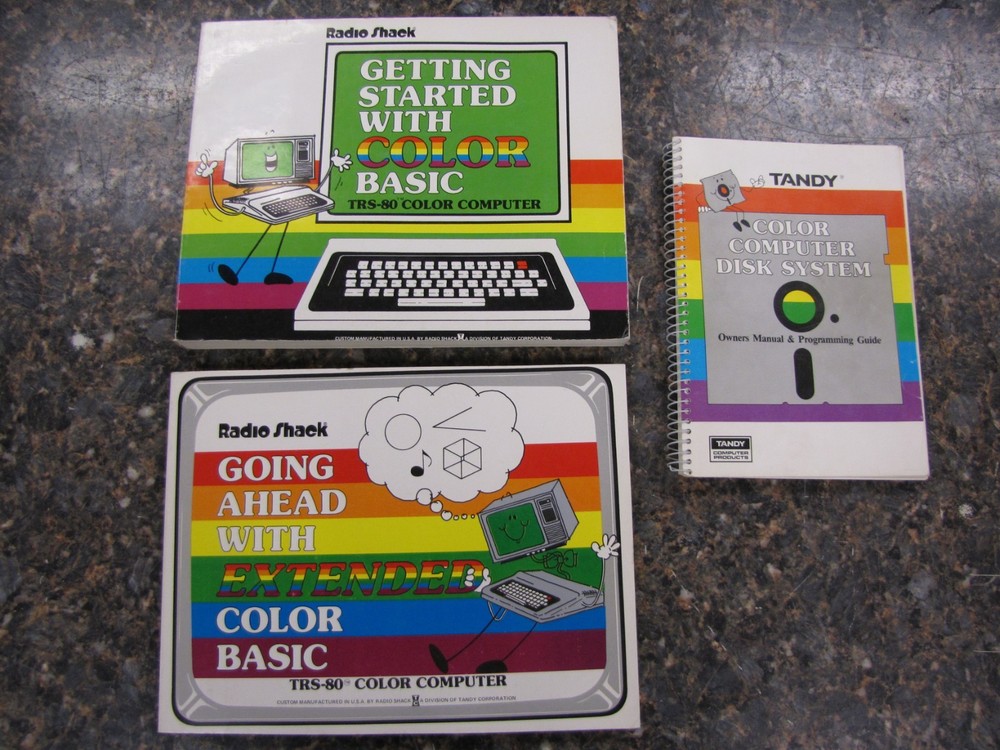 Radio Shack
GETTING
STARTED
WITH
COLOR
BASIC
TRS-80™ COLOR COMPUTER
CUSTOM MANUFACTURED IN U.S.A. BY RADIO SHACK A DIVISION OF TANDY CORPORATION
TANDY®
COLOR
COMPUTER
DISK SYSTEM
Owners Manual & Programming Guide
TANDY
COMPUTER
PRODUCTS
Radio Shack
GOING
AHEAD
WITH
EXTENDED
COLOR
BASIC
TRS-80™ COLOR COMPUTER
CUSTOM MANUFACTURED IN U.S.A. BY RADIO SHACK A DIVISION OF TANDY CORPORATION